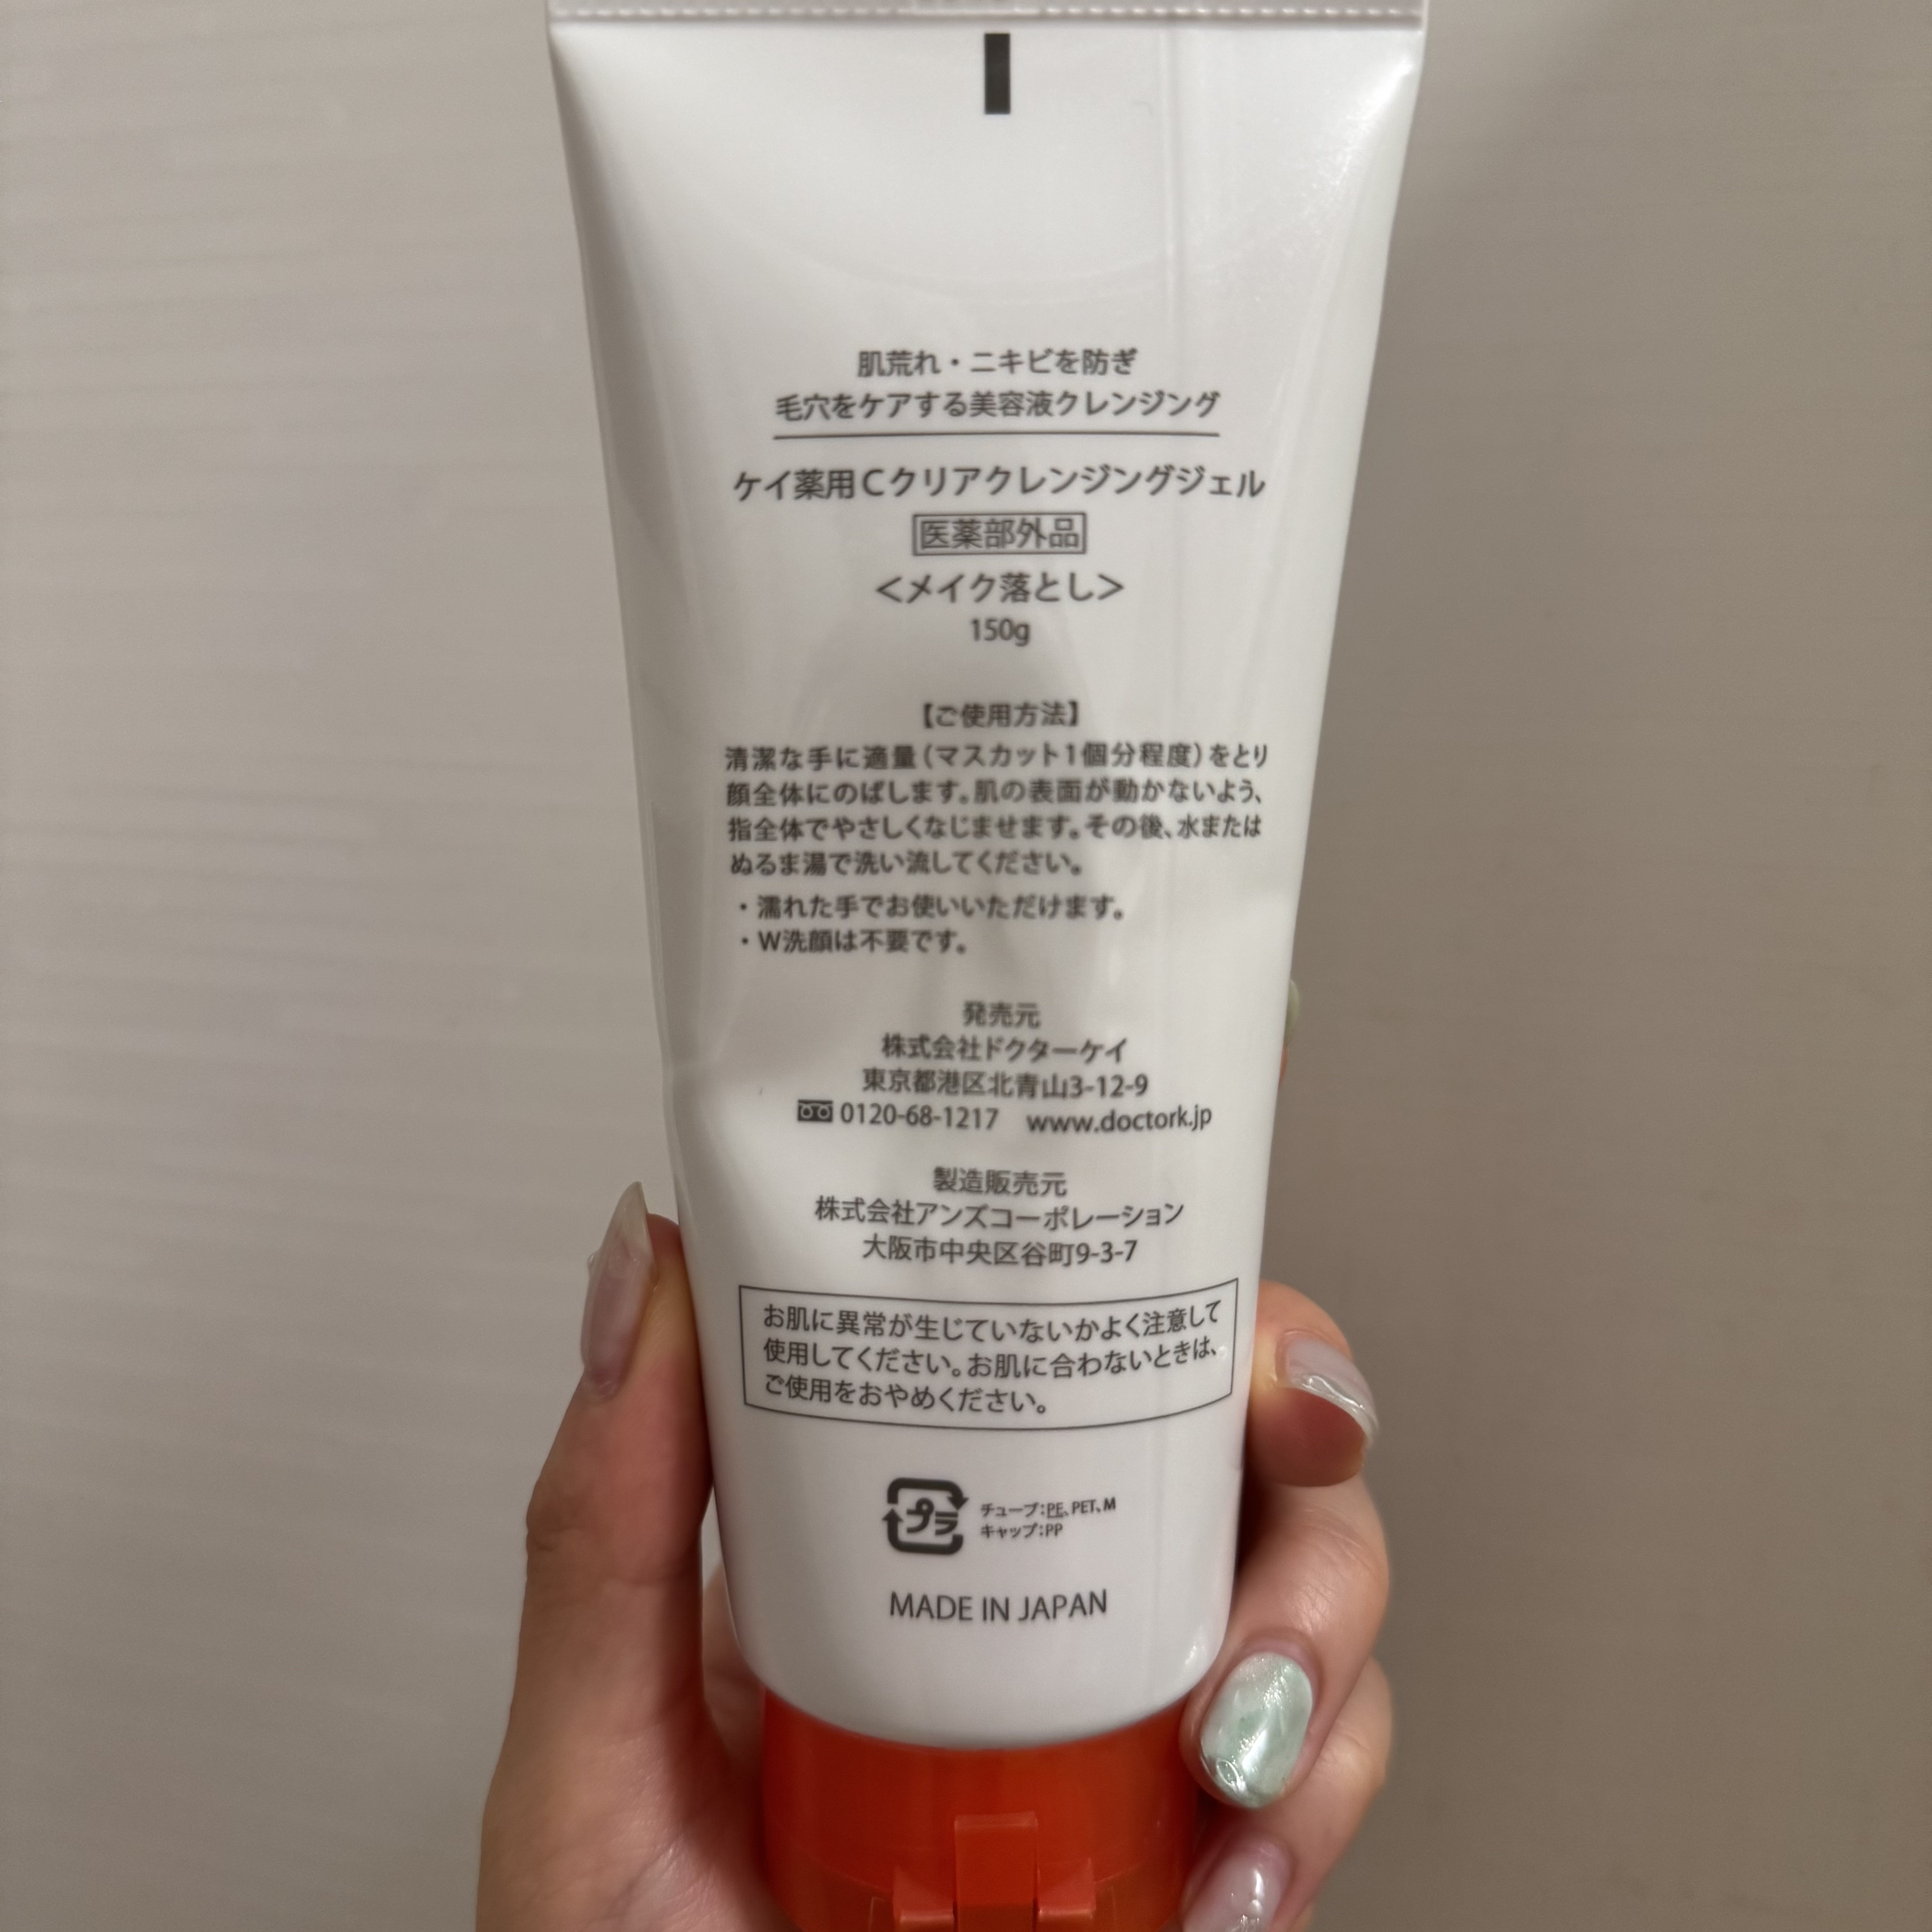 肌荒れ・ニキビを防ぎ
毛穴をケアする美容液クレンジング
ケイ薬用Cクリアクレンジングジェル
医薬部外品
＜メイク落とし＞
150g
【ご使用方法】
清潔な手に適量(マスカット1個分程度)をとり
顔全体にのばします。肌の表面が動かないよう、
指全体でやさしくなじませます。その後、水または
ぬるま湯で洗い流してください。
・濡れた手でお使いいただけます。
・W洗顔は不要です。
発売元
株式会社ドクターケイ
東京都港区北青山3-12-9
0120-68-1217 www.doctork.jp
製造販売元
株式会社アンズコーポレーション
大阪市中央区谷町9-3-7
お肌に異常が生じていないかよく注意して
使用してください。お肌に合わないときは、
ご使用をおやめください。
プラ
チューブ:PE、PET、M
キャップ:PP
MADE IN JAPAN